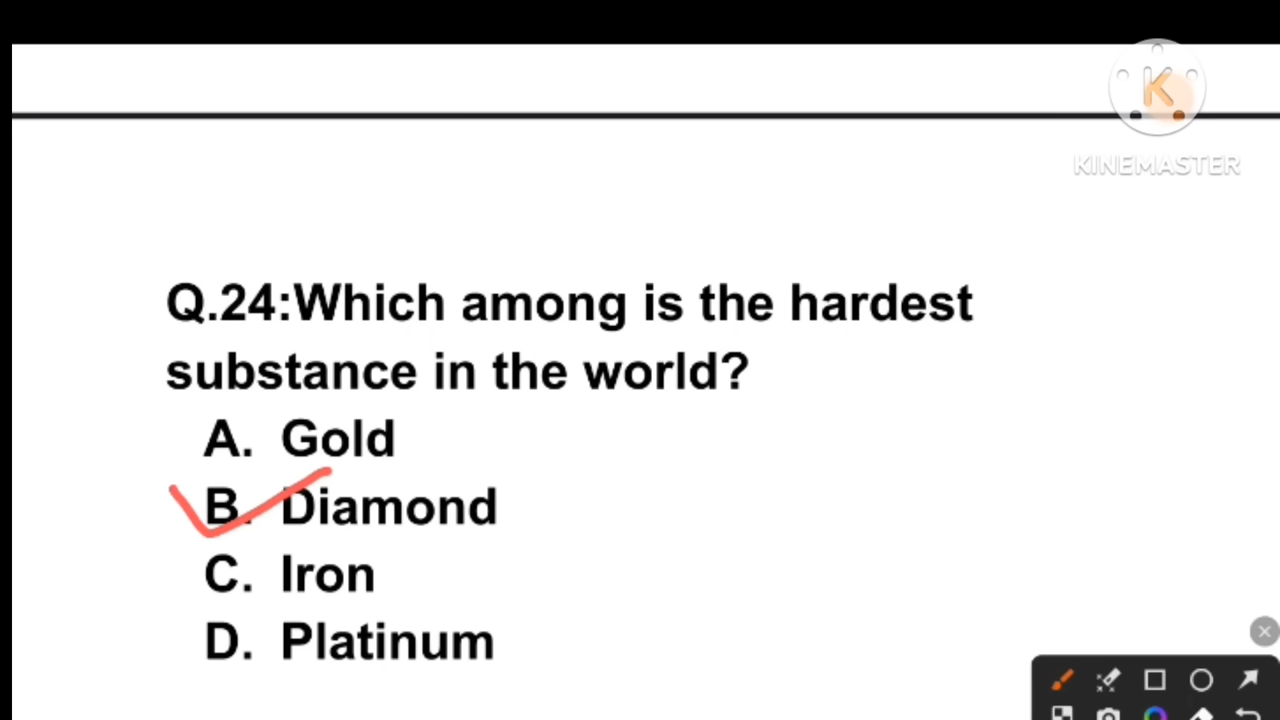 K
KINEMASTER
Q.24:Which among is the hardest
substance in the world?
A. Gold
B. Diamond
C. Iron
D. Platinum